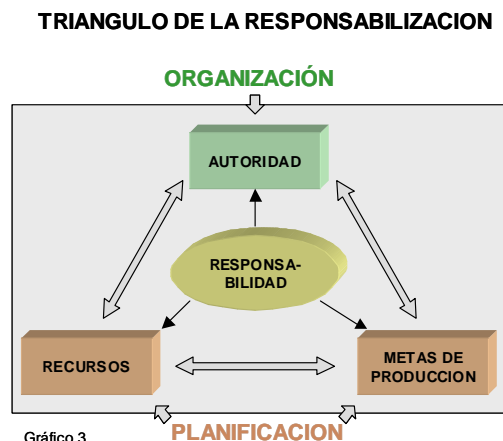 TRIANGULO DE LA RESPONSABILIZACION
ORGANIZACIÓN
AUTORIDAD
RESPONSA-
BILIDAD
RECURSOS
METAS DE
PRODUCCION
Gráfico 3
PLANIFICACION